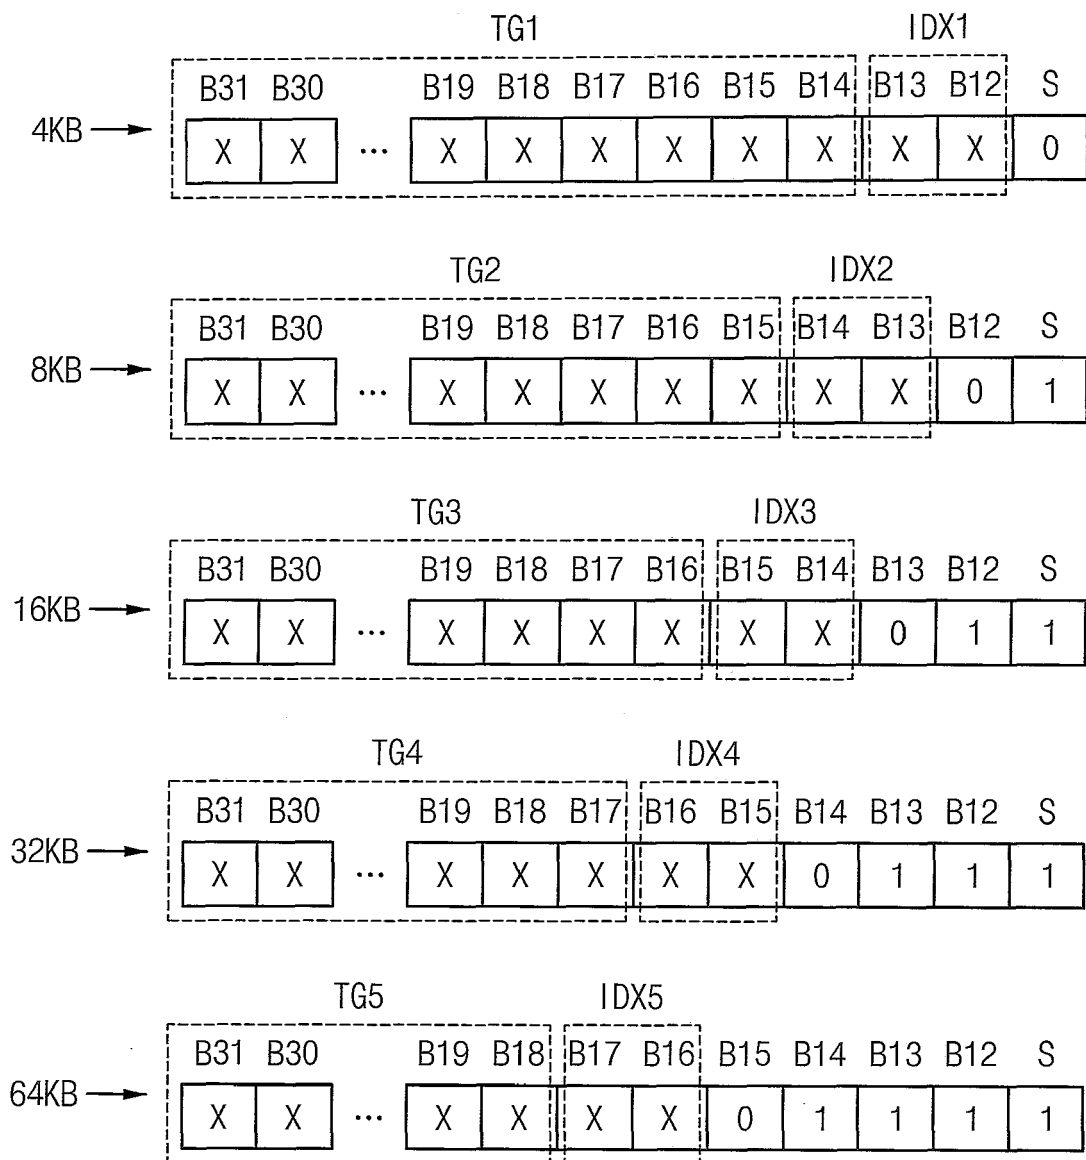 TG1 IDX1
B31 B30 B19 B18 B17 B16 B15 B14 B13 B12 S
4KB X X ... X X X X X X X X 0
TG2 IDX2
B31 B30 B19 B18 B17 B16 B15 B14 B13 B12 S
8KB X X ... X X X X X X X 0 1
TG3 IDX3
B31 B30 B19 B18 B17 B16 B15 B14 B13 B12 S
16KB X X ... X X X X X X 0 1 1
TG4 IDX4
B31 B30 B19 B18 B17 B16 B15 B14 B13 B12 S
32KB X X ... X X X X X 0 1 1 1
TG5 IDX5
B31 B30 B19 B18 B17 B16 B15 B14 B13 B12 S
64KB X X ... X X X X 0 1 1 1 1